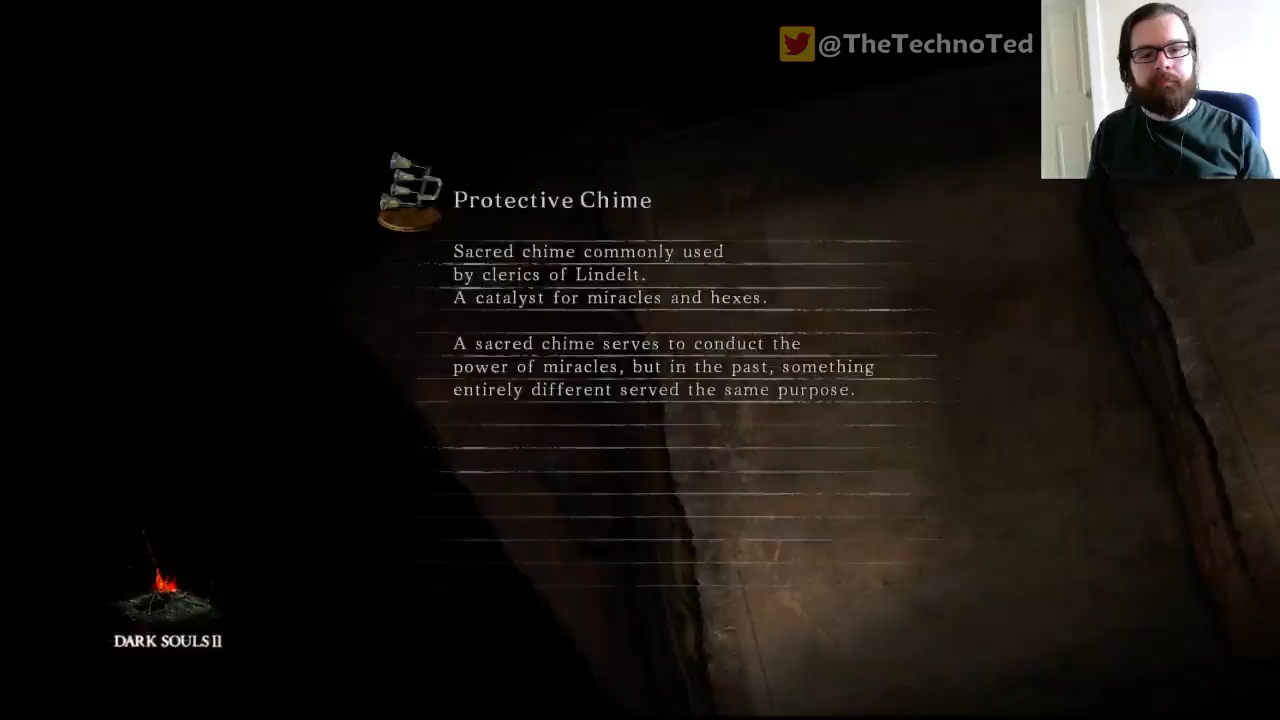 @TheTechnoTed
Protective Chime
Sacred chime commonly used
by clerics of Lindelt.
A catalyst for miracles and hexes.
A sacred chime serves to conduct the
power of miracles, but in the past, something
entirely different served the same purpose.
DARK SOULS II